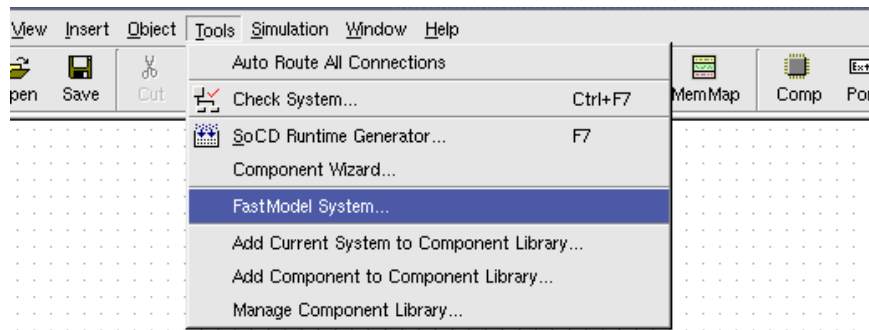 View Insert Object Tools Simulation Window Help
pen Save Cut MemMap Comp Por
Auto Route All Connections
Check System... Ctrl+F7
SoCD Runtime Generator... F7
Component Wizard...
FastModel System...
Add Current System to Component Library...
Add Component to Component Library...
Manage Component Library...